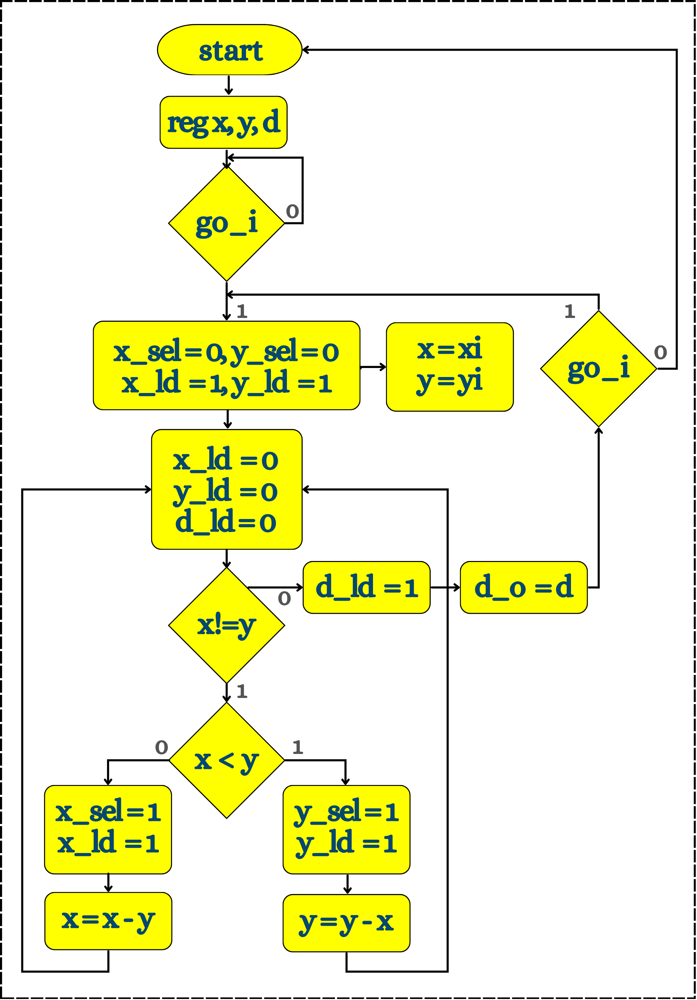 start
reg x, y, d
go_i
0
1
x_sel=0,y_sel=0
x_ld =1,y_ld =1
x=xi
y=yi
1
go_i
0
x_ld =0
y_ld =0
d_ld=0
x!=y
0
d_ld =1
d_o =d
1
x < y
0
1
x_sel=1
x_ld =1
y_sel=1
y_ld =1
x=x-y
y=y-x